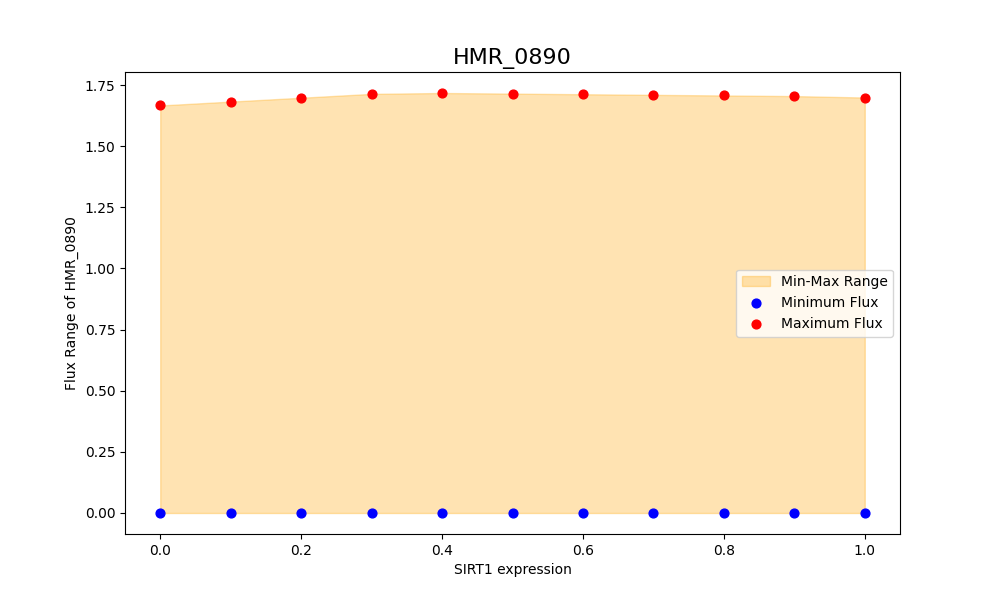 HMR_0890
Flux Range of HMR_0890
1.75
1.50
1.25
1.00
0.75
0.50
0.25
0.00
Min-Max Range
Minimum Flux
Maximum Flux
0.0 0.2 0.4 0.6 0.8 1.0
SIRT1 expression